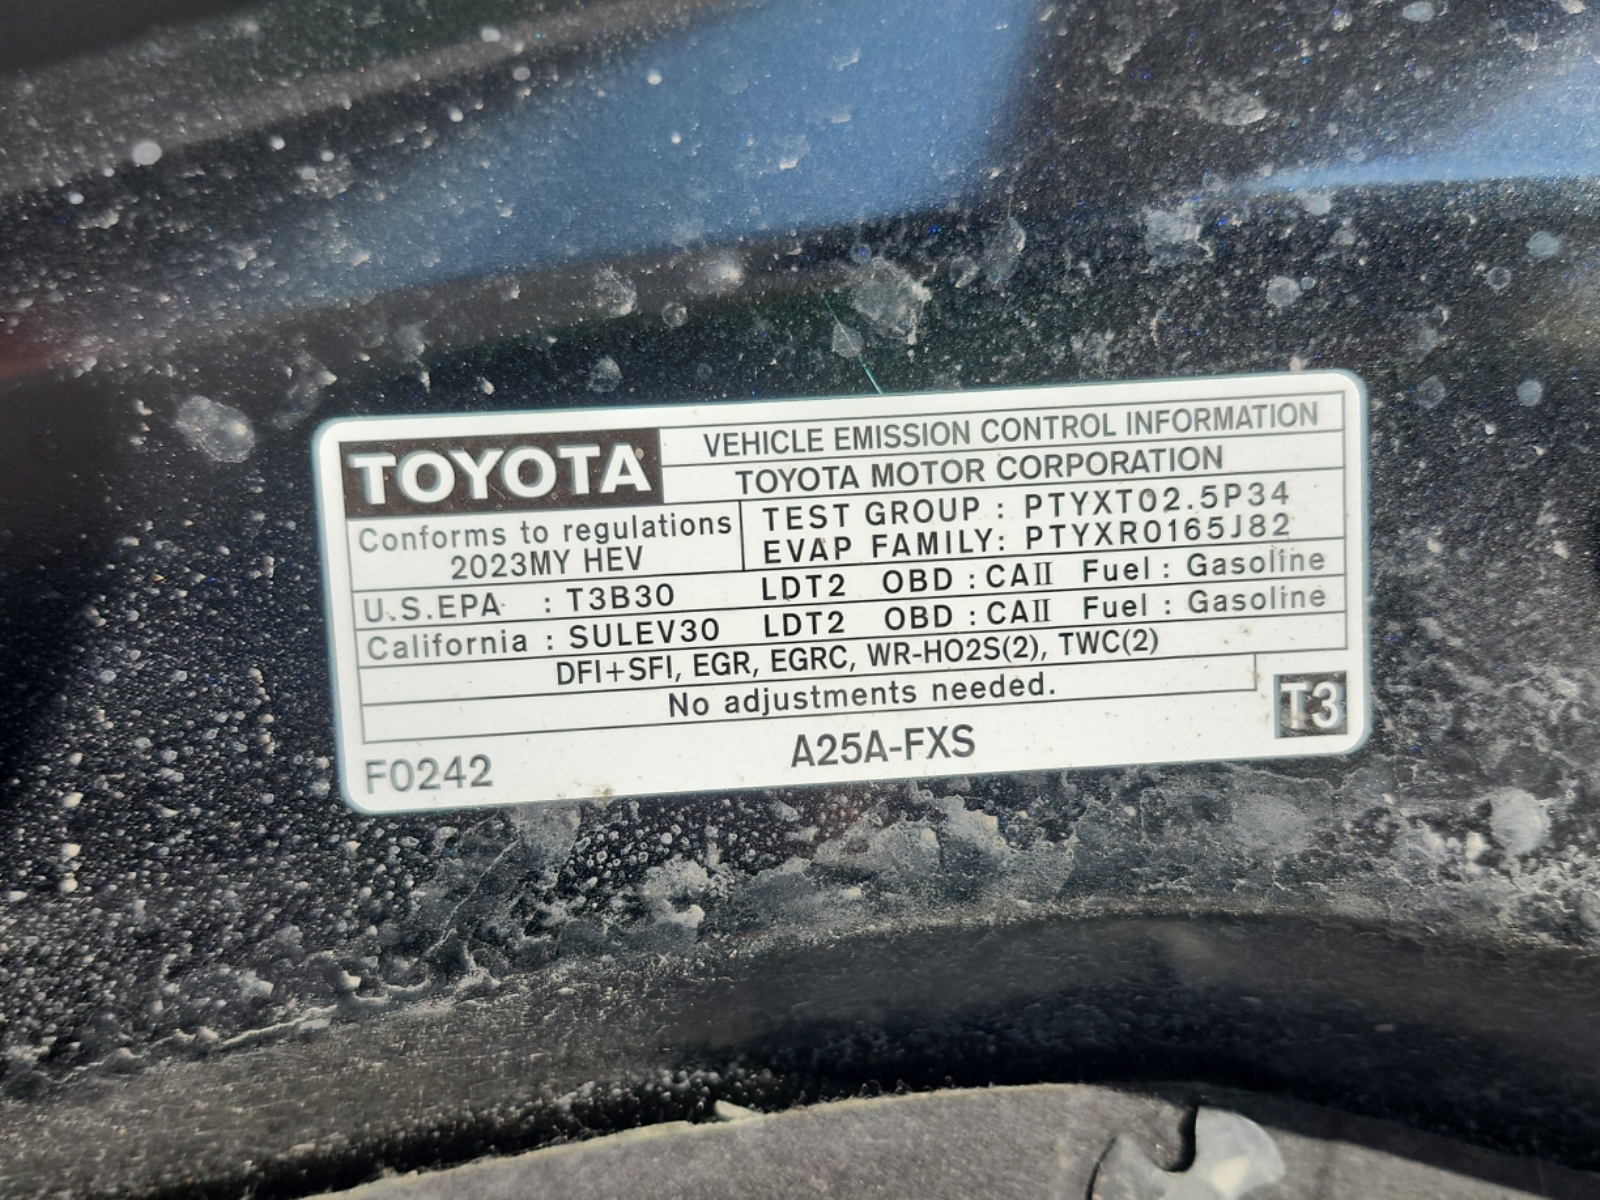 TOYOTA
VEHICLE EMISSION CONTROL INFORMATION
TOYOTA MOTOR CORPORATION
Conforms to regulations
2023MY HEV
TEST GROUP : PTYXT02.5P34
EVAP FAMILY: PTYXR0165J82
U.S.EPA : T3B30 LDT2 OBD : CAII Fuel : Gasoline
California : SULEV30 LDT2 OBD : CAII Fuel : Gasoline
DFI+SFI, EGR, EGRC, WR-HO2S(2), TWC(2)
No adjustments needed.
T3
F0242
A25A-FXS